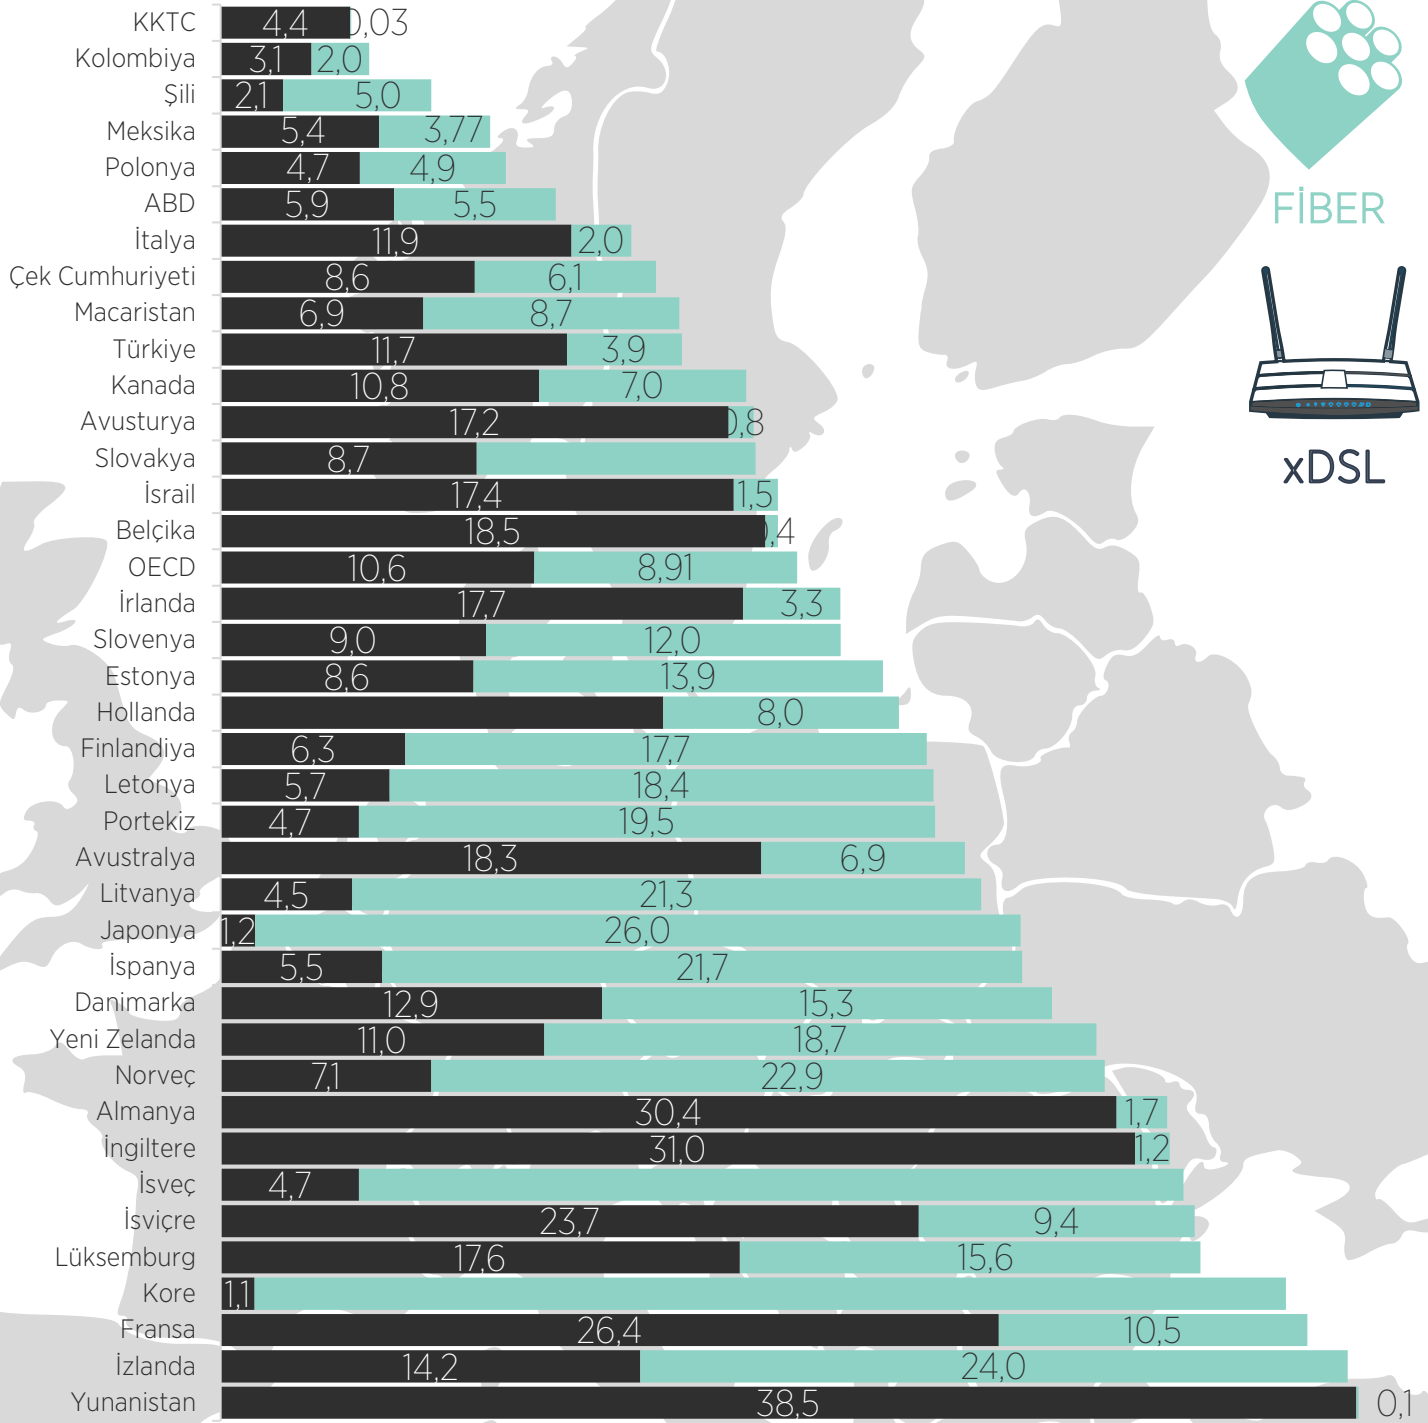 KKTC 4,4 0,03
Kolombiya 3,1 2,0
Şili 2,1 5,0
Meksika 5,4 3,77
Polonya 4,7 4,9
ABD 5,9 5,5
FİBER
İtalya 11,9 2,0
Çek Cumhuriyeti 8,6 6,1
Macaristan 6,9 8,7
Türkiye 11,7 3,9
Kanada 10,8 7,0
Avusturya 17,2 0,8
Slovakya 8,7
xDSL
İsrail 17,4 1,5
Belçika 18,5 0,4
OECD 10,6 8,91
İrlanda 17,7 3,3
Slovenya 9,0 12,0
Estonya 8,6 13,9
Hollanda 8,0
Finlandiya 6,3 17,7
Letonya 5,7 18,4
Portekiz 4,7 19,5
Avustralya 18,3 6,9
Litvanya 4,5 21,3
Japonya 1,2 26,0
İspanya 5,5 21,7
Danimarka 12,9 15,3
Yeni Zelanda 11,0 18,7
Norveç 7,1 22,9
Almanya 30,4 1,7
İngiltere 31,0 1,2
İsveç 4,7
İsviçre 23,7 9,4
Lüksemburg 17,6 15,6
Kore 1,1
Fransa 26,4 10,5
İzlanda 14,2 24,0
Yunanistan 38,5 0,1